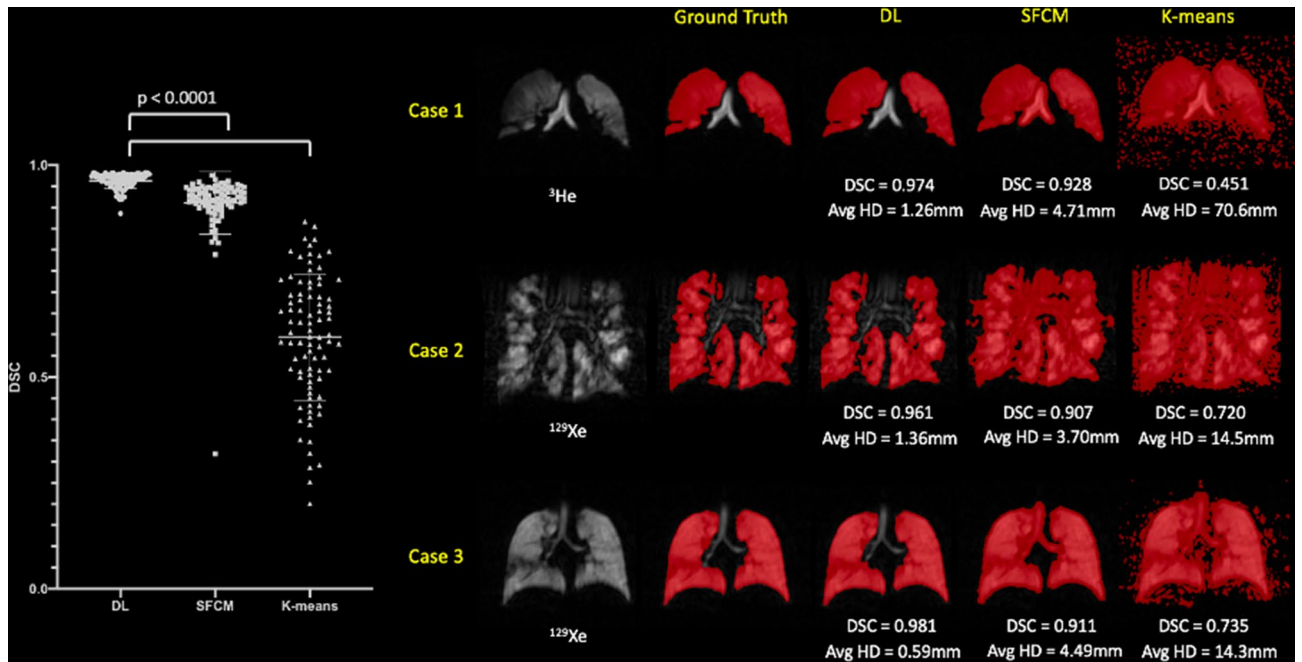 Ground Truth DL SFCM K-means
p < 0.0001
Case 1
³He
DSC = 0.974 DSC = 0.928 DSC = 0.451
Avg HD = 1.26mm Avg HD = 4.71mm Avg HD = 70.6mm
Case 2
¹²⁹Xe
DSC = 0.961 DSC = 0.907 DSC = 0.720
Avg HD = 1.36mm Avg HD = 3.70mm Avg HD = 14.5mm
Case 3
¹²⁹Xe
DSC = 0.981 DSC = 0.911 DSC = 0.735
Avg HD = 0.59mm Avg HD = 4.49mm Avg HD = 14.3mm
DSC
1.0
0.5
0.0
DL SFCM K-means